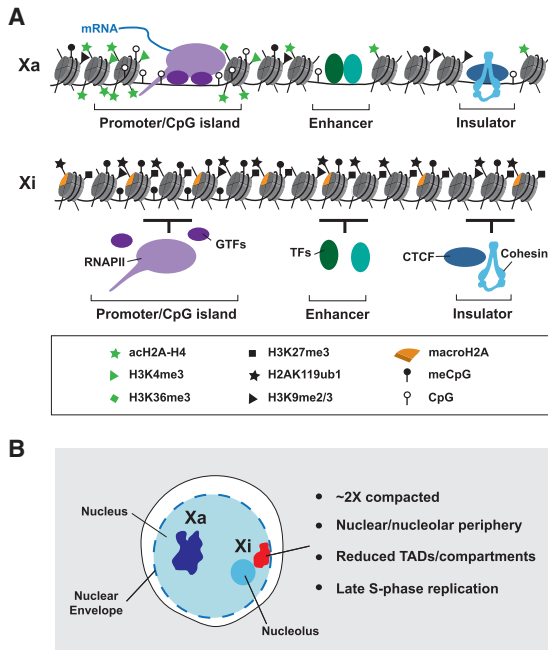 A
mRNA
Xa
Promoter/CpG island
Enhancer
Insulator
Xi
GTFs
RNAPII
TFs
CTCF
Cohesin
Promoter/CpG island
Enhancer
Insulator
acH2A-H4
H3K27me3
macroH2A
H3K4me3
H2AK119ub1
meCpG
H3K36me3
H3K9me2/3
CpG
B
Nucleus
Xa
Xi
Nuclear
Envelope
Nucleolus
• ~2X compacted
• Nuclear/nucleolar periphery
• Reduced TADs/compartments
• Late S-phase replication